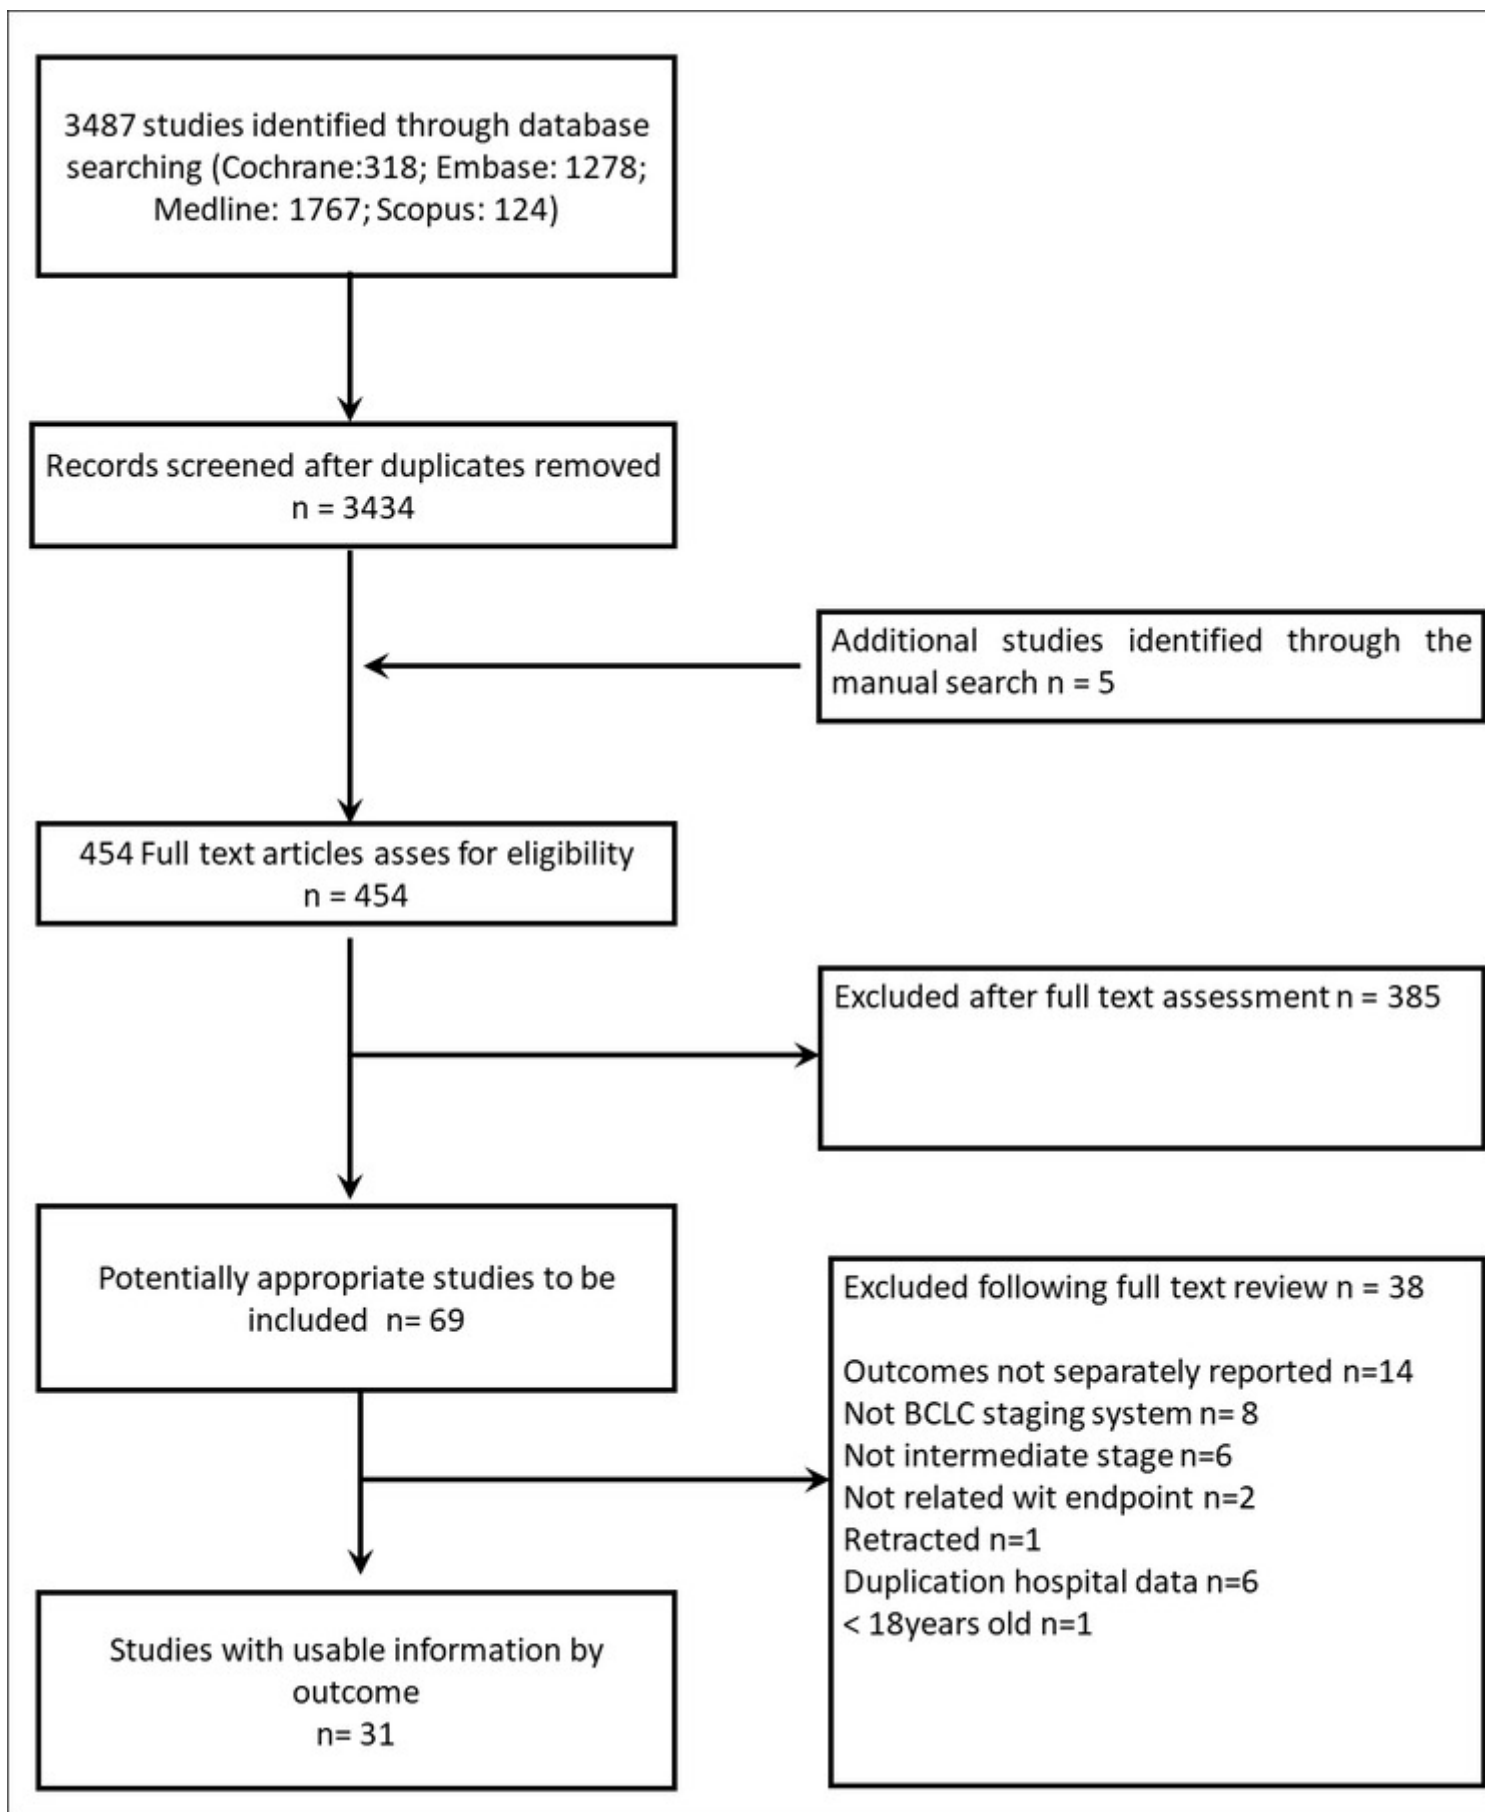 3487 studies identified through database
searching (Cochrane:318; Embase: 1278;
Medline: 1767; Scopus: 124)
Records screened after duplicates removed
n = 3434
Additional studies identified through the
manual search n = 5
454 Full text articles asses for eligibility
n = 454
Excluded after full text assessment n = 385
Potentially appropriate studies to be
included n= 69
Excluded following full text review n = 38
Outcomes not separately reported n=14
Not BCLC staging system n= 8
Not intermediate stage n=6
Not related wit endpoint n=2
Retracted n=1
Duplication hospital data n=6
< 18years old n=1
Studies with usable information by
outcome
n= 31